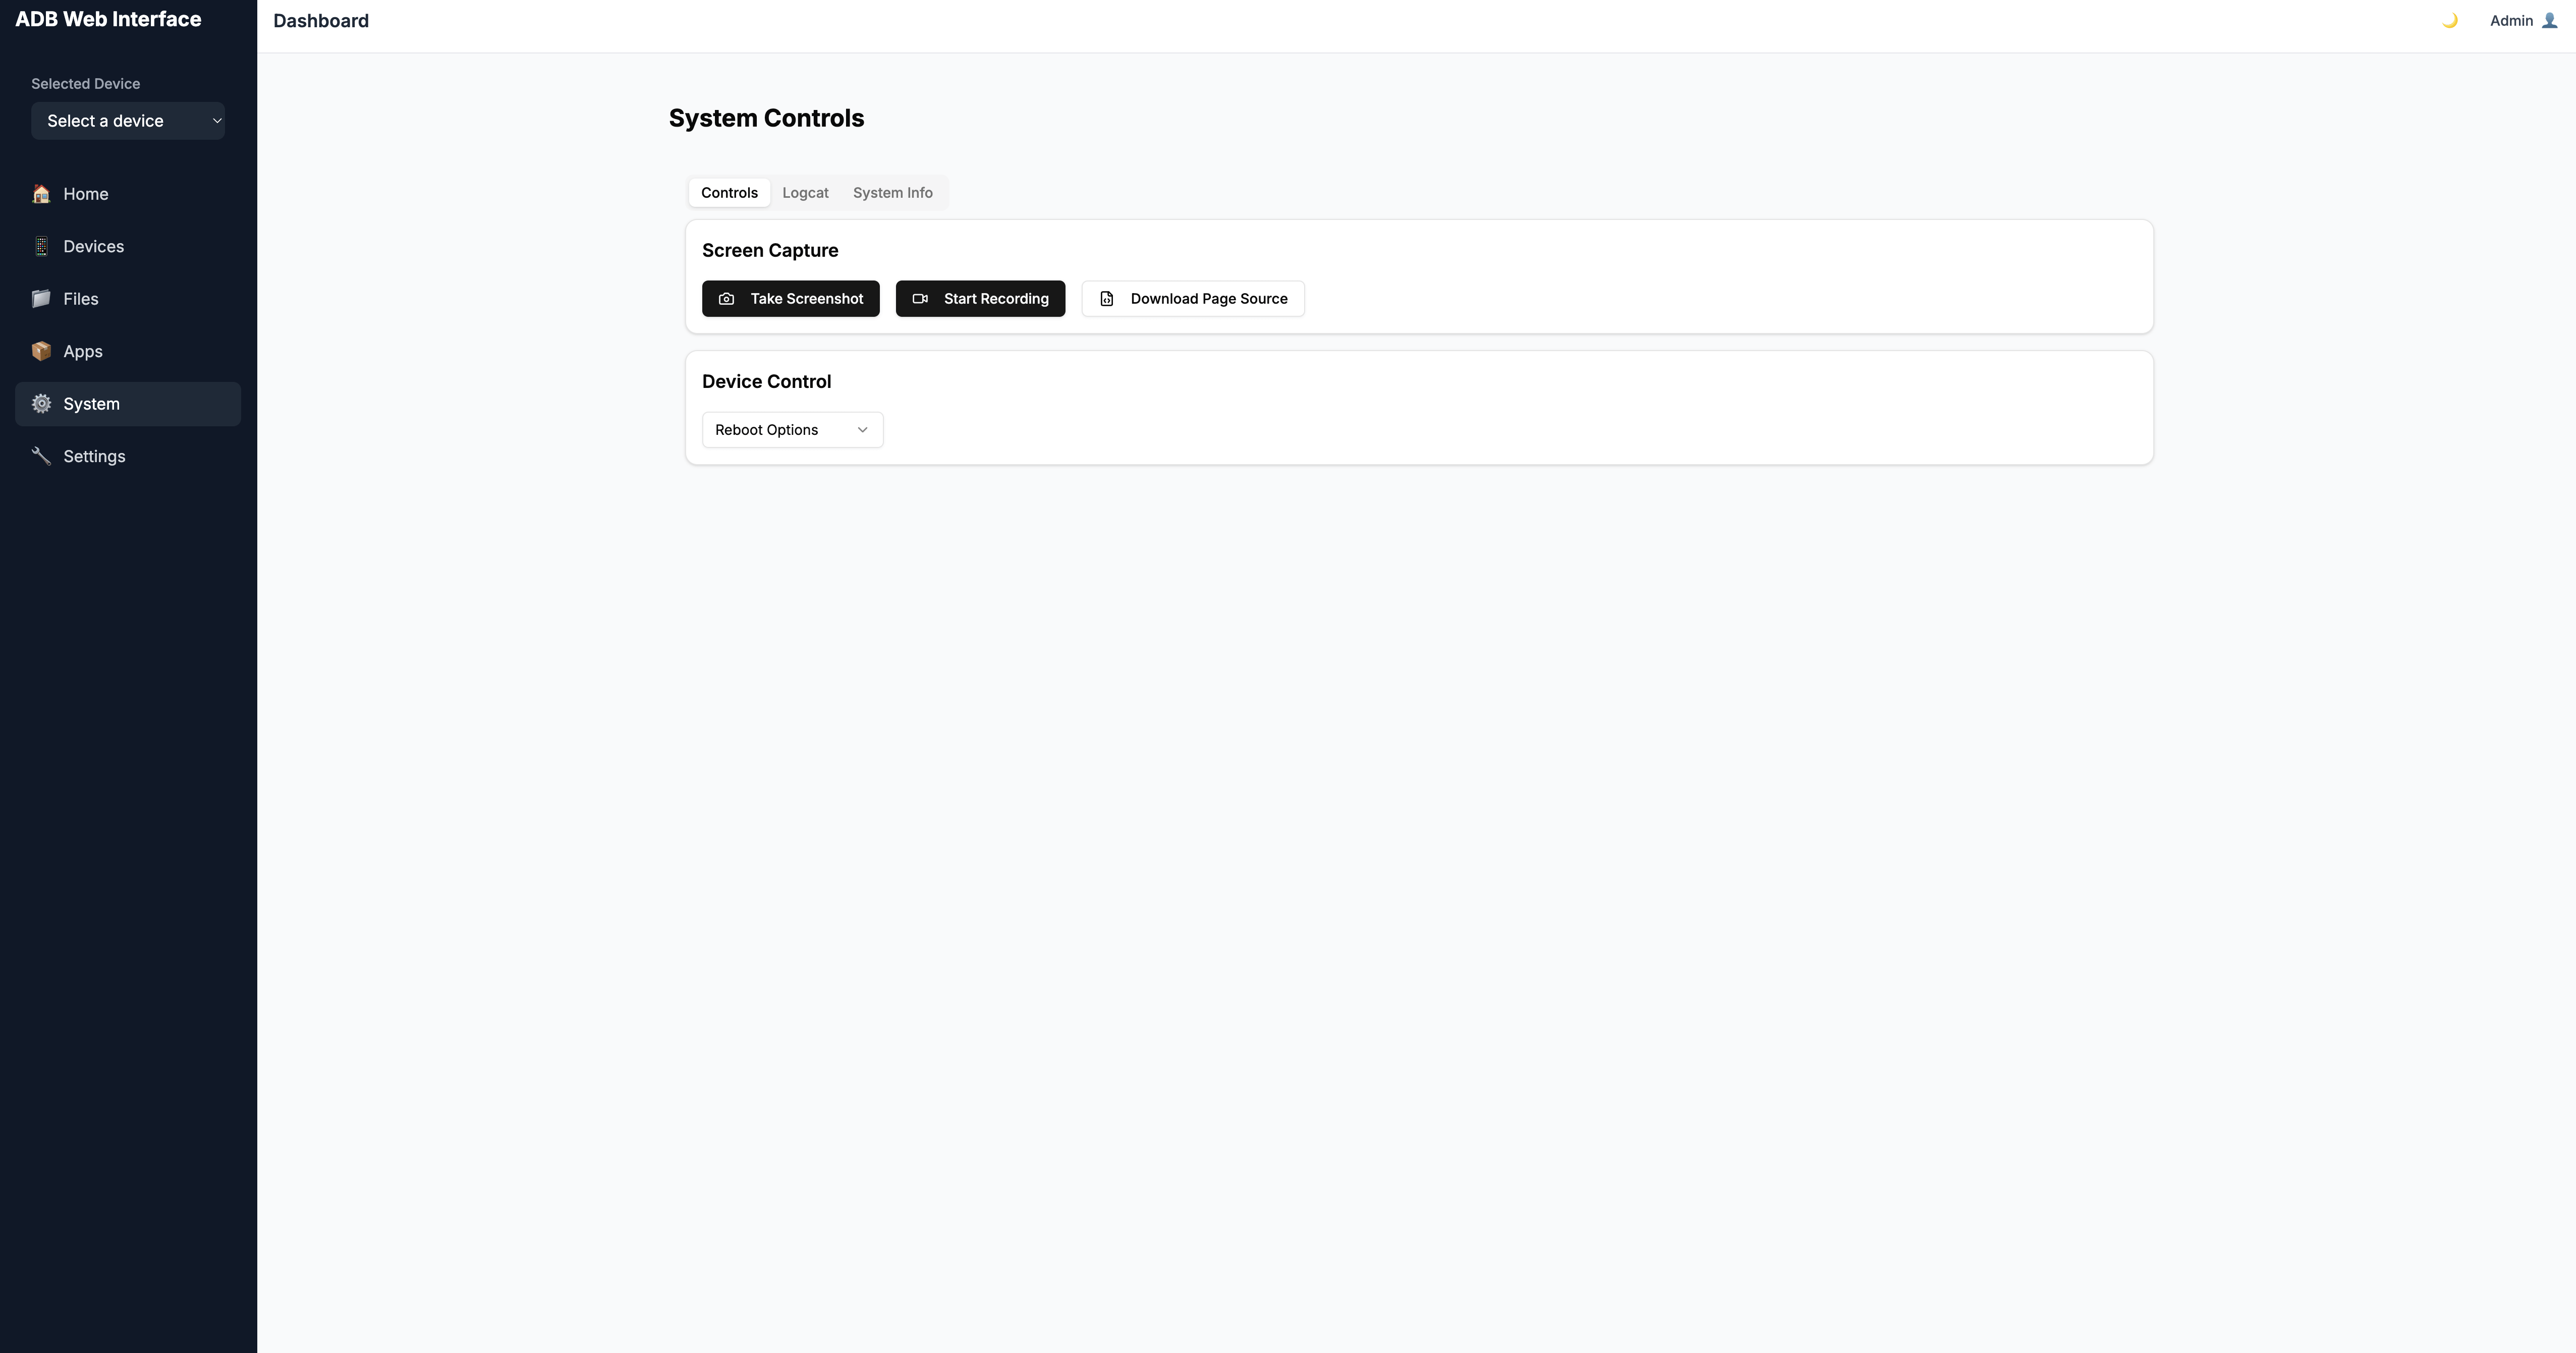 ADB Web Interface
Selected Device
Select a device
Home
Devices
Files
Apps
System
Settings
Dashboard
Admin
System Controls
Controls Logcat System Info
Screen Capture
Take Screenshot Start Recording Download Page Source
Device Control
Reboot Options